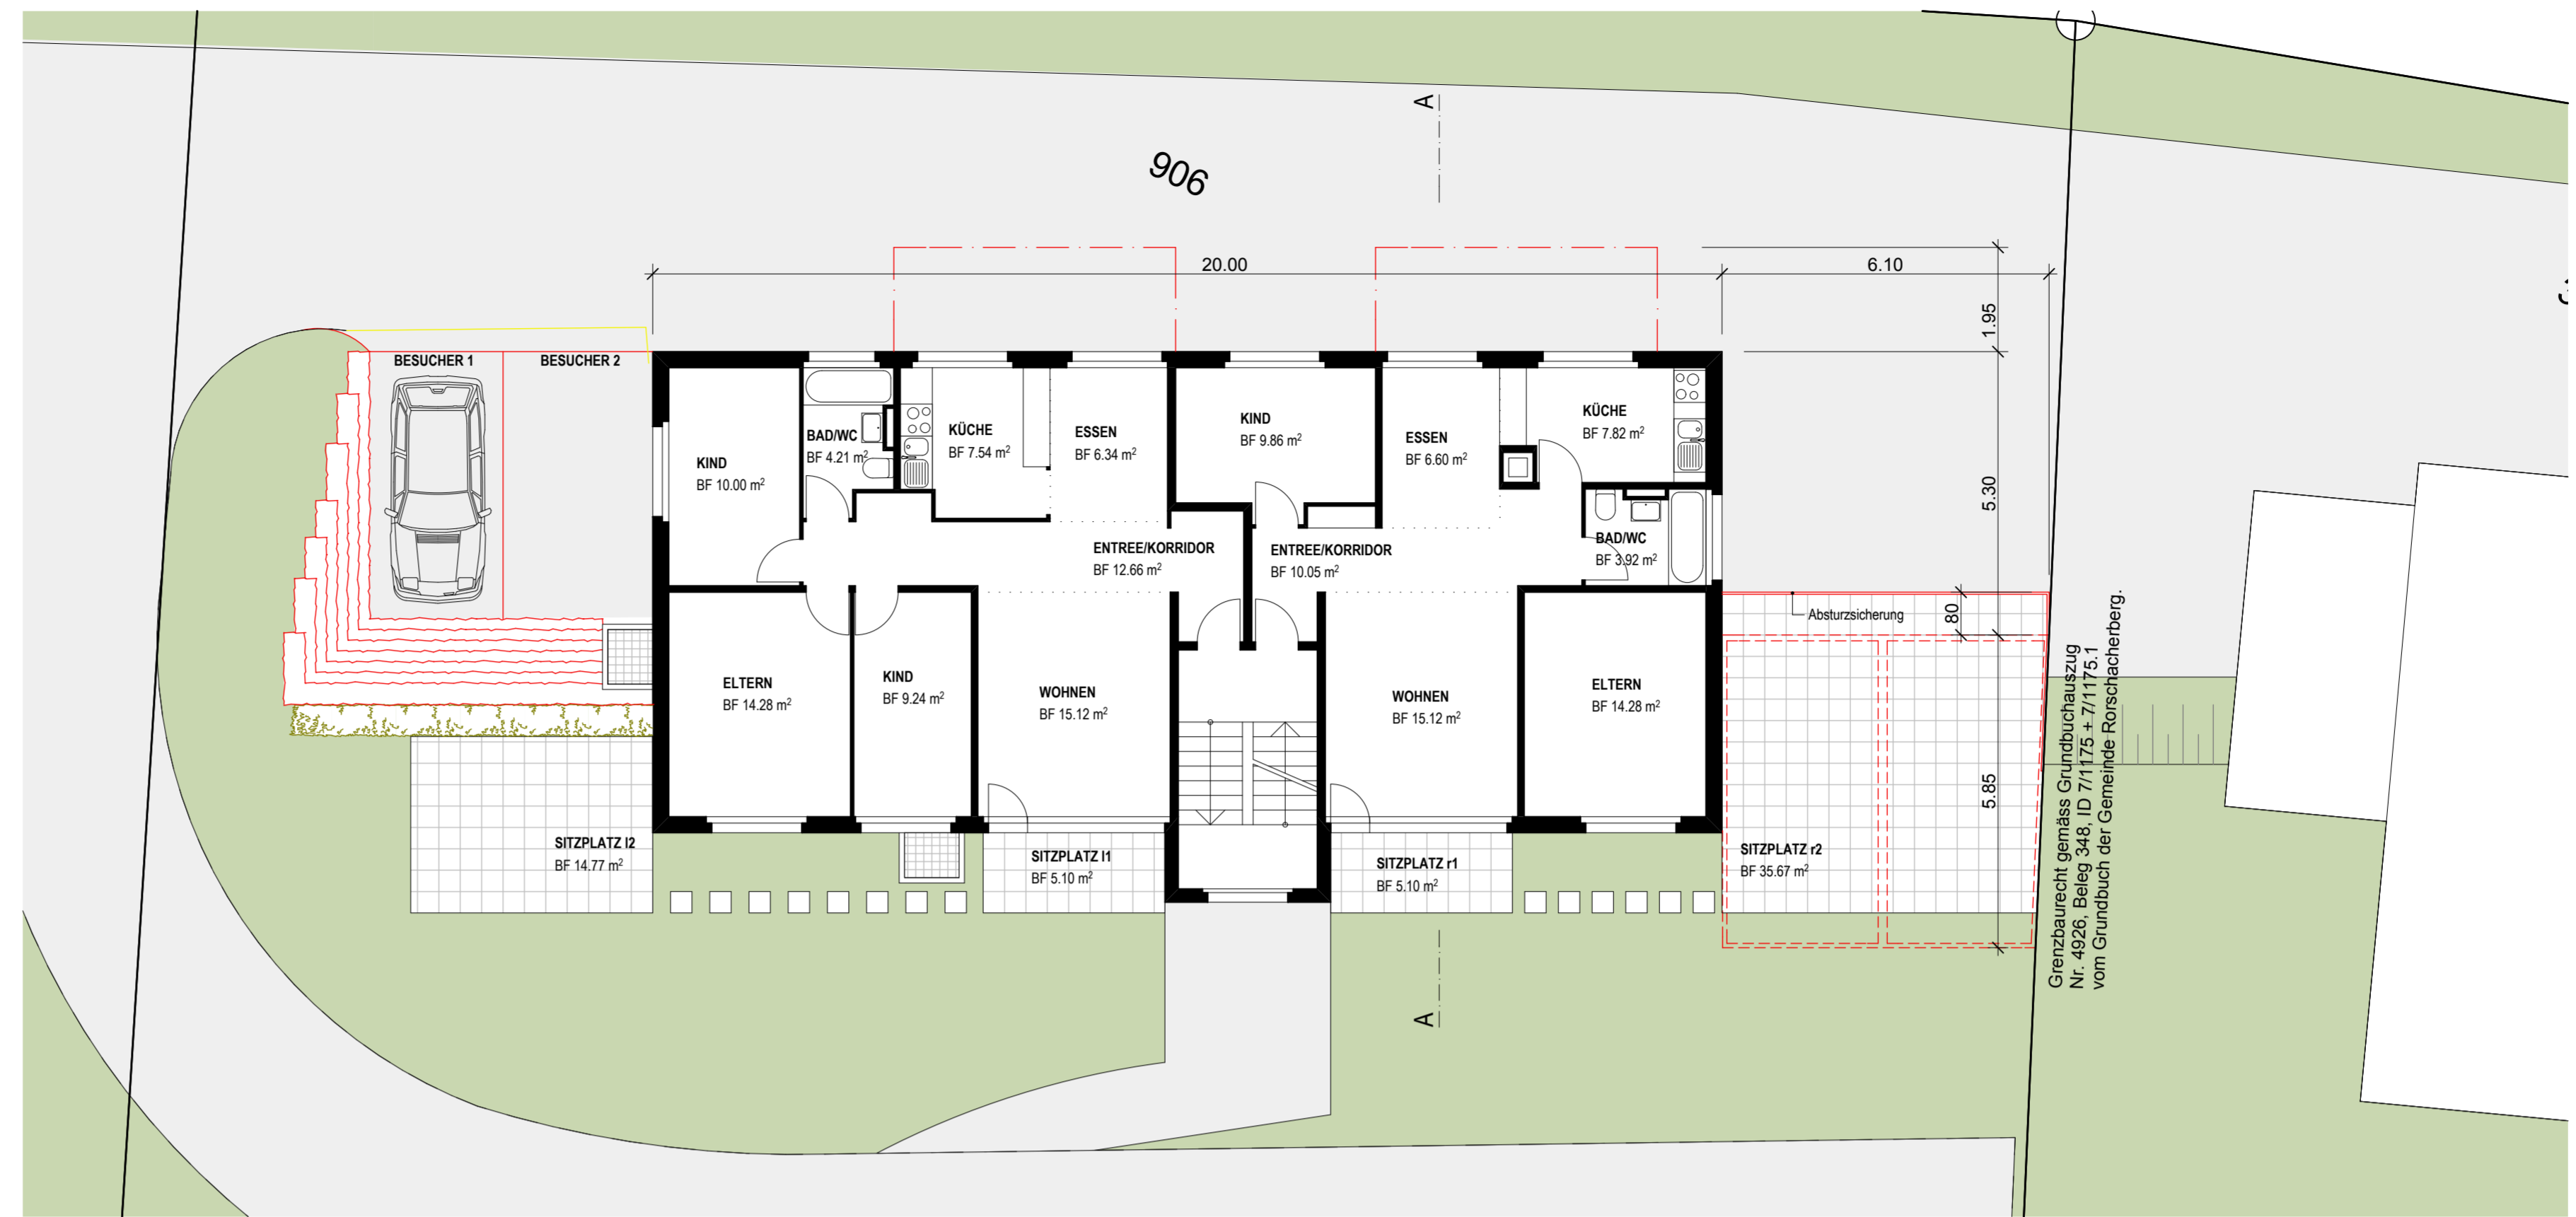 A
906
20.00
6.10
1.95
BESUCHER 1
BESUCHER 2
KIND
BF 10.00 m²
BAD/WC
BF 4.21 m²
KÜCHE
BF 7.54 m²
ESSEN
BF 6.34 m²
KIND
BF 9.86 m²
ESSEN
BF 6.60 m²
KÜCHE
BF 7.82 m²
5.30
ENTREE/KORRIDOR
BF 12.66 m²
ENTREE/KORRIDOR
BF 10.05 m²
BAD/WC
BF 3.92 m²
Absturzsicherung
80
ELTERN
BF 14.28 m²
KIND
BF 9.24 m²
WOHNEN
BF 15.12 m²
WOHNEN
BF 15.12 m²
ELTERN
BF 14.28 m²
5.85
SITZPLATZ l2
BF 14.77 m²
SITZPLATZ l1
BF 5.10 m²
SITZPLATZ r1
BF 5.10 m²
SITZPLATZ r2
BF 35.67 m²
Grenzbaurecht gemäss Grundbuchauszug
Nr. 4926, Beleg 348, ID 7/1175 + 7/1175.1
vom Grundbuch der Gemeinde Rorschacherberg.
A